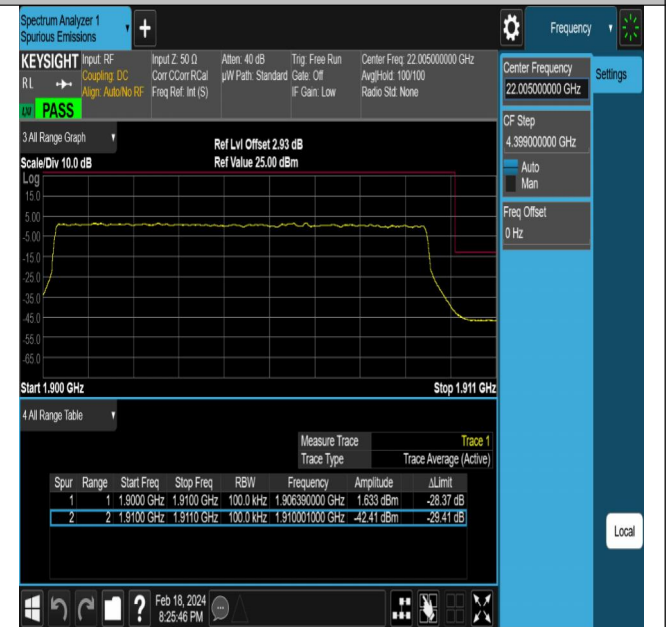 Spectrum Analyzer 1
Spurious Emissions
+
Frequency
KEYSIGHT Input: RF Input Z: 50 Ω Atten: 40 dB Trig: Free Run Center Freq: 22.005000000 GHz
Coupling: DC Corr CCorr RCal µW Path: Standard Gate: Off Avg|Hold: 100/100
RL Align: Auto/No RF Freq Ref: Int (S) IF Gain: Low Radio Std: None
PASS
Center Frequency
22.005000000 GHz
Settings
CF Step
4.399000000 GHz
Auto
Man
Freq Offset
0 Hz
3 All Range Graph
Ref Lvl Offset 2.93 dB
Scale/Div 10.0 dB Ref Value 25.00 dBm
Log
15.0
5.00
-5.00
-15.0
-25.0
-35.0
-45.0
-55.0
-65.0
Start 1.900 GHz Stop 1.911 GHz
4 All Range Table
Measure Trace Trace 1
Trace Type Trace Average (Active)
Spur Range Start Freq Stop Freq RBW Frequency Amplitude ΔLimit
1 1 1.9000 GHz 1.9100 GHz 100.0 kHz 1.906390000 GHz 1.633 dBm -28.37 dB
2 2 1.9100 GHz 1.9110 GHz 100.0 kHz 1.910001000 GHz -42.41 dBm -29.41 dB
Local
? Feb 18, 2024
8:25:46 PM